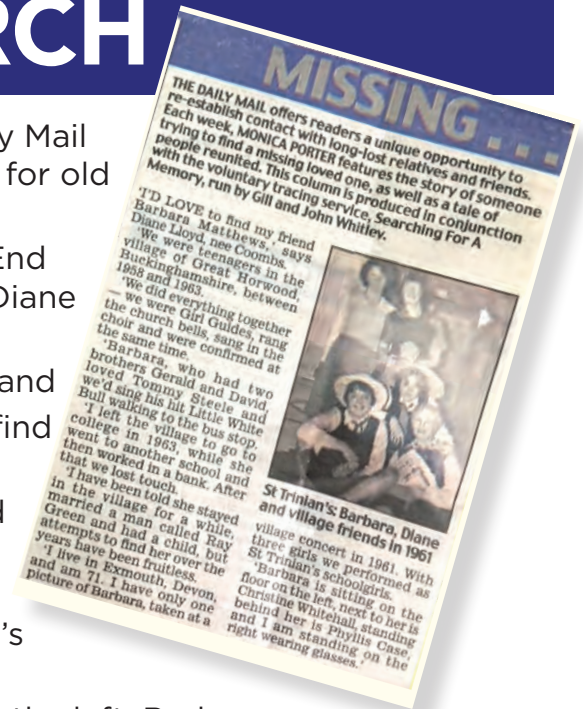 RCH
y Mail
for old
End
Diane
and
find
d
's
MISSING...
THE DAILY MAIL offers readers a unique opportunity to
re-establish contact with long-lost relatives and friends.
Each week, MONICA PORTER features the story of someone
trying to find a missing loved one, as well as a tale of
people reunited. This column is produced in conjunction
with the voluntary tracing service, Searching For A
Memory, run by Gill and John Whitley.
'I'D LOVE to find my friend
Barbara Matthews,' says
Diane Lloyd, nee Coombs.
'We were teenagers in the
village of Great Horwood,
Buckinghamshire, between
1958 and 1963.
'We did everything together
— we were Girl Guides, rang
the church bells, sang in the
choir and were confirmed at
the same time.
'Barbara, who had two
brothers Gerald and David
loved Tommy Steele and
we'd sing his hit Little White
Bull walking to the bus stop.
'I left the village to go to
college in 1963, while she
went to another school and
then worked in a bank. After
that we lost touch.
'I have been told she stayed
in the village for a while,
married a man called Ray
Green and had a child, but
attempts to find her over the
years have been fruitless.
'I live in Exmouth, Devon,
and am 71. I have only one
picture of Barbara, taken at a
St Trinian's: Barbara, Diane
and village friends in 1961
village concert in 1961. With
three girls we performed as
St Trinian's schoolgirls.
'Barbara is sitting on the
floor on the left, next to her is
Christine Whitehall, standing
behind her is Phyllis Case,
and I am standing on the
right wearing glasses.'